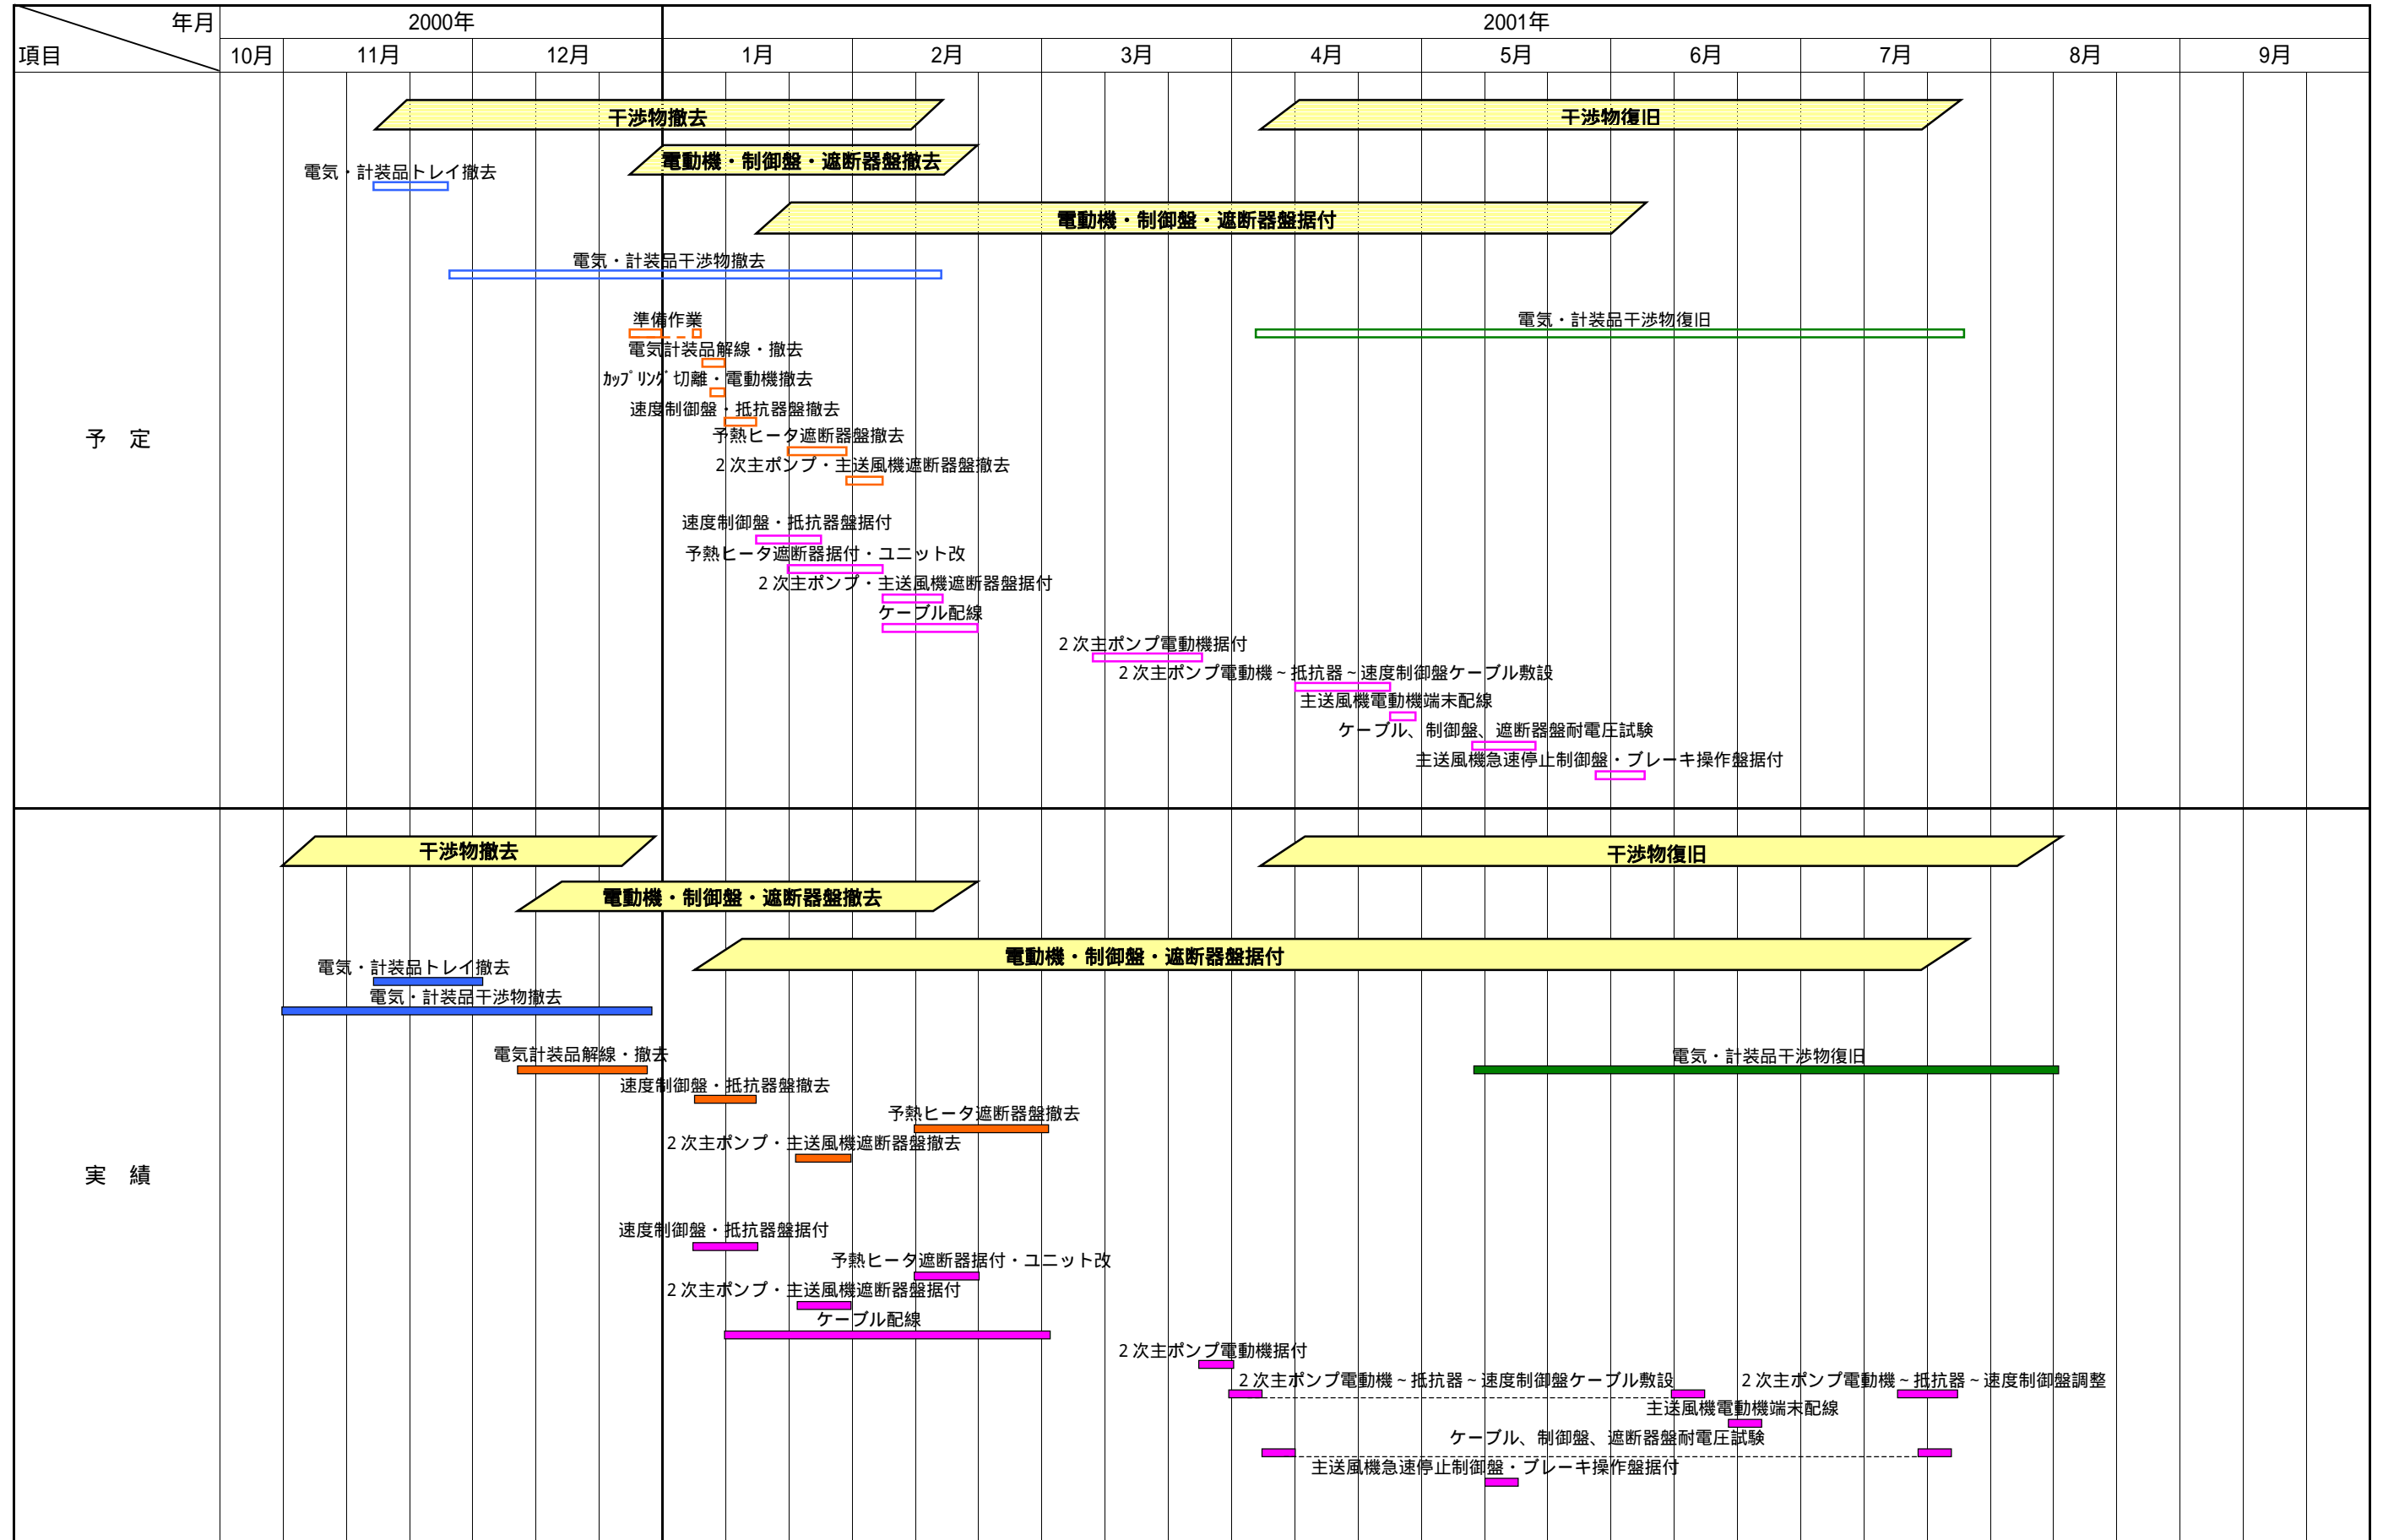 年月
項目
2000年
2001年
10月
11月
12月
1月
2月
3月
4月
5月
6月
7月
8月
9月
予 定
干渉物撤去
干渉物復旧
電動機・制御盤・遮断器盤撤去
電気・計装品トレイ撤去
電動機・制御盤・遮断器盤据付
電気・計装品干渉物撤去
準備作業
電気・計装品干渉物復旧
電気計装品解線・撤去
ｶｯﾌﾟﾘﾝｸﾞ切離・電動機撤去
速度制御盤・抵抗器盤撤去
予熱ヒータ遮断器盤撤去
２次主ポンプ・主送風機遮断器盤撤去
速度制御盤・抵抗器盤据付
予熱ヒータ遮断器据付・ユニット改
２次主ポンプ・主送風機遮断器盤据付
ケーブル配線
２次主ポンプ電動機据付
２次主ポンプ電動機～抵抗器～速度制御盤ケーブル敷設
主送風機電動機端末配線
ケーブル、制御盤、遮断器盤耐電圧試験
主送風機急速停止制御盤・ブレーキ操作盤据付
実 績
干渉物撤去
干渉物復旧
電動機・制御盤・遮断器盤撤去
電動機・制御盤・遮断器盤据付
電気・計装品トレイ撤去
電気・計装品干渉物撤去
電気計装品解線・撤去
電気・計装品干渉物復旧
速度制御盤・抵抗器盤撤去
予熱ヒータ遮断器盤撤去
２次主ポンプ・主送風機遮断器盤撤去
速度制御盤・抵抗器盤据付
予熱ヒータ遮断器据付・ユニット改
２次主ポンプ・主送風機遮断器盤据付
ケーブル配線
２次主ポンプ電動機据付
２次主ポンプ電動機～抵抗器～速度制御盤ケーブル敷設
２次主ポンプ電動機～抵抗器～速度制御盤調整
主送風機電動機端末配線
ケーブル、制御盤、遮断器盤耐電圧試験
主送風機急速停止制御盤・ブレーキ操作盤据付